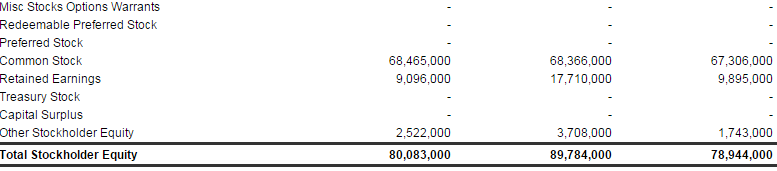 Misc Stocks Options Warrants - - -
Redeemable Preferred Stock - - -
Preferred Stock - - -
Common Stock 68,465,000 68,366,000 67,306,000
Retained Earnings 9,096,000 17,710,000 9,895,000
Treasury Stock - - -
Capital Surplus - - -
Other Stockholder Equity 2,522,000 3,708,000 1,743,000
Total Stockholder Equity 80,083,000 89,784,000 78,944,000